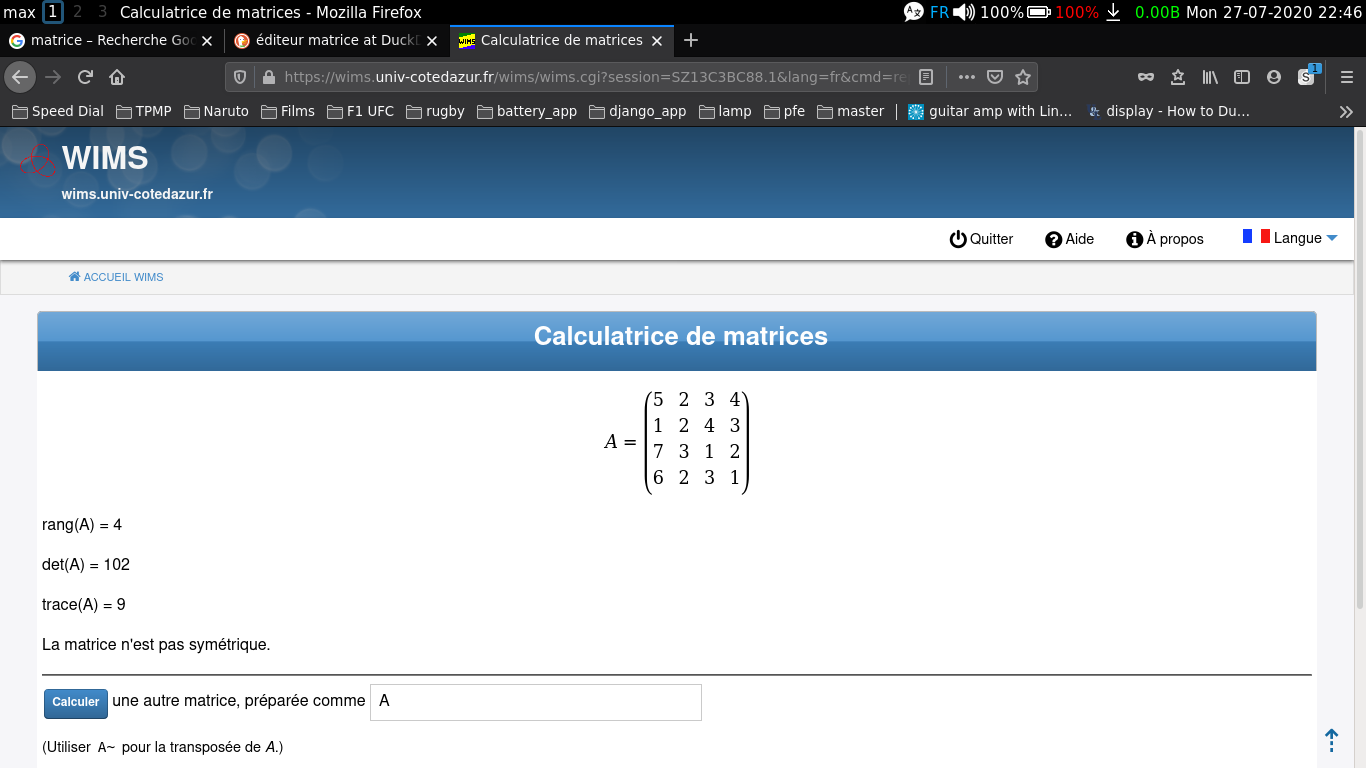 max 1 2 3 Calculatrice de matrices - Mozilla Firefox FR 100% 100% 0.00B Mon 27-07-2020 22:46
matrice – Recherche Goo éditeur matrice at Duck Calculatrice de matrices
https://wims.univ-cotedazur.fr/wims/wims.cgi?session=SZ13C3BC88.1&lang=fr&cmd=re 1
Speed Dial TPMP Naruto Films F1 UFC rugby battery_app django_app lamp pfe master guitar amp with Lin... display - How to Du...
WIMS
wims.univ-cotedazur.fr
Quitter Aide À propos Langue
ACCUEIL WIMS
Calculatrice de matrices
5 2 3 4
1 2 4 3
A =
7 3 1 2
6 2 3 1
rang(A) = 4
det(A) = 102
trace(A) = 9
La matrice n'est pas symétrique.
Calculer une autre matrice, préparée comme A
(Utiliser A~ pour la transposée de A.)